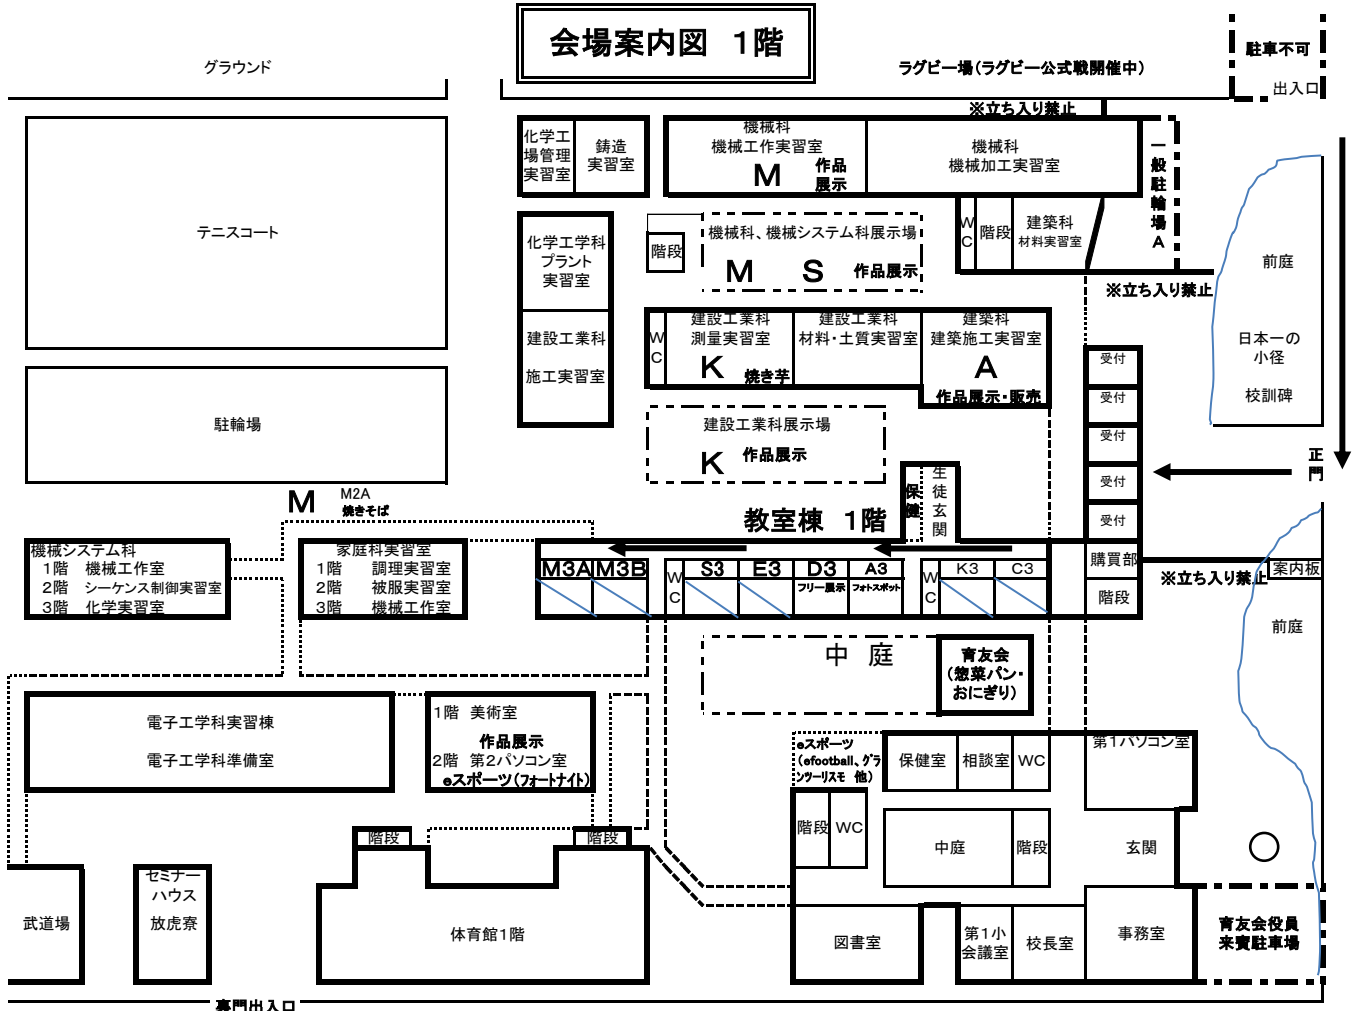 会場案内図　1階
駐車不可
出入口
グラウンド
ラグビー場(ラグビー公式戦開催中)
※立ち入り禁止
化学工
場管理
実習室
鋳造
実習室
機械科
機械工作実習室
M
作品
展示
機械科
機械加工実習室
一般駐輪場A
テニスコート
化学工学科
プラント
実習室
階段
機械科、機械システム科展示場
M　S　作品展示
WC
階段
建築科
材料実習室
前庭
※立ち入り禁止
建設工業科
施工実習室
WC
建設工業科
測量実習室
K　焼き芋
建設工業科
材料・土質実習室
建築科
建築施工実習室
A
作品展示・販売
日本一の
小径
校訓碑
受付
受付
受付
受付
受付
駐輪場
建設工業科展示場
K　作品展示
正門
M　M2A
焼きそば
教室棟　1階
保健
生徒玄関
機械システム科
1階　機械工作室
2階　シーケンス制御実習室
3階　化学実習室
家庭科実習室
1階　調理実習室
2階　被服実習室
3階　機械工作室
M3A
M3B
WC
S3
E3
D3
フリー展示
A3
フォトスポット
WC
K3
C3
購買部
階段
※立ち入り禁止
案内板
前庭
中　庭
育友会
(惣菜パン・
おにぎり)
電子工学科実習棟
電子工学科準備室
1階　美術室
作品展示
2階　第2パソコン室
eスポーツ(フォートナイト)
eスポーツ
(efootball、グラ
ンツーリスモ　他)
保健室
相談室
WC
第1パソコン室
階段
WC
中庭
階段
玄関
階段
階段
武道場
セミナー
ハウス
放虎寮
体育館1階
図書室
第1小
会議室
校長室
事務室
育友会役員
来賓駐車場
裏門出入口